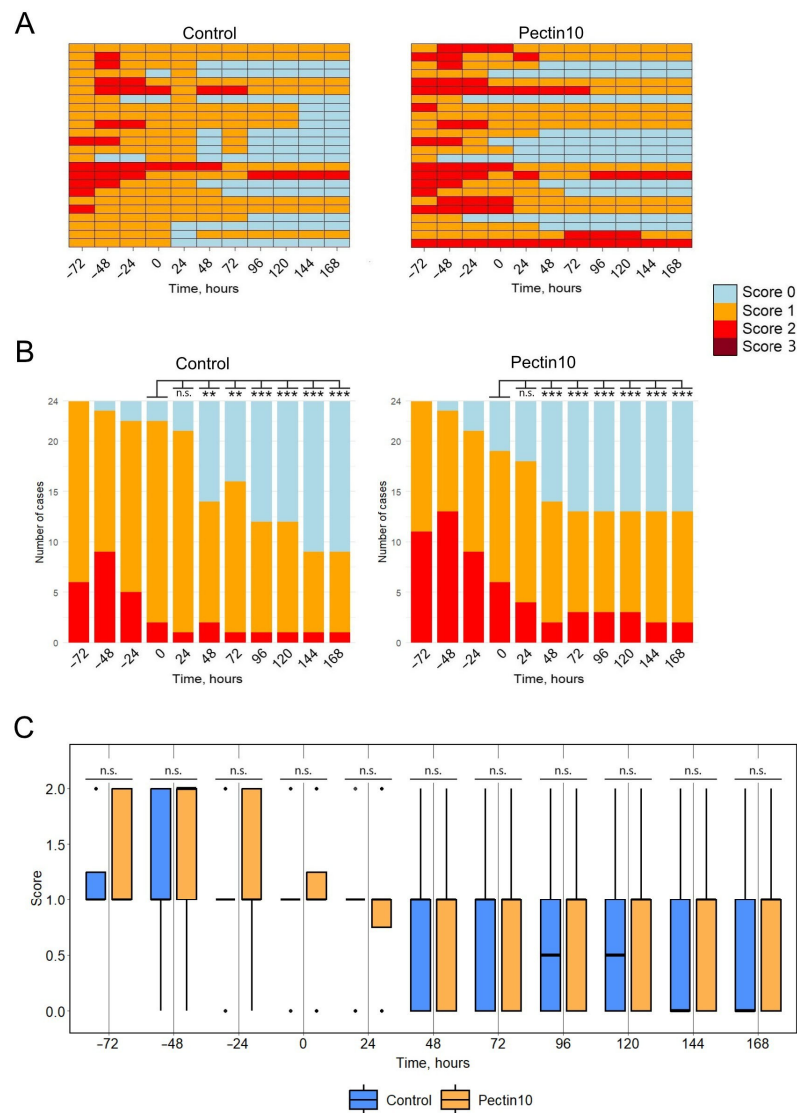 A
Control
Pectin10
−72 −48 −24 0 24 48 72 96 120 144 168
−72 −48 −24 0 24 48 72 96 120 144 168
Time, hours
Time, hours
Score 0
Score 1
Score 2
Score 3
B
Control
Pectin10
n.s. ** ** *** *** *** ***
n.s. *** *** *** *** *** ***
Number of cases
24
20
15
10
5
0
−72 −48 −24 0 24 48 72 96 120 144 168
Time, hours
Number of cases
24
20
15
10
5
0
−72 −48 −24 0 24 48 72 96 120 144 168
Time, hours
C
n.s. n.s. n.s. n.s. n.s. n.s. n.s. n.s. n.s. n.s. n.s.
Score
2.0
1.5
1.0
0.5
0.0
−72 −48 −24 0 24 48 72 96 120 144 168
Time, hours
Control Pectin10